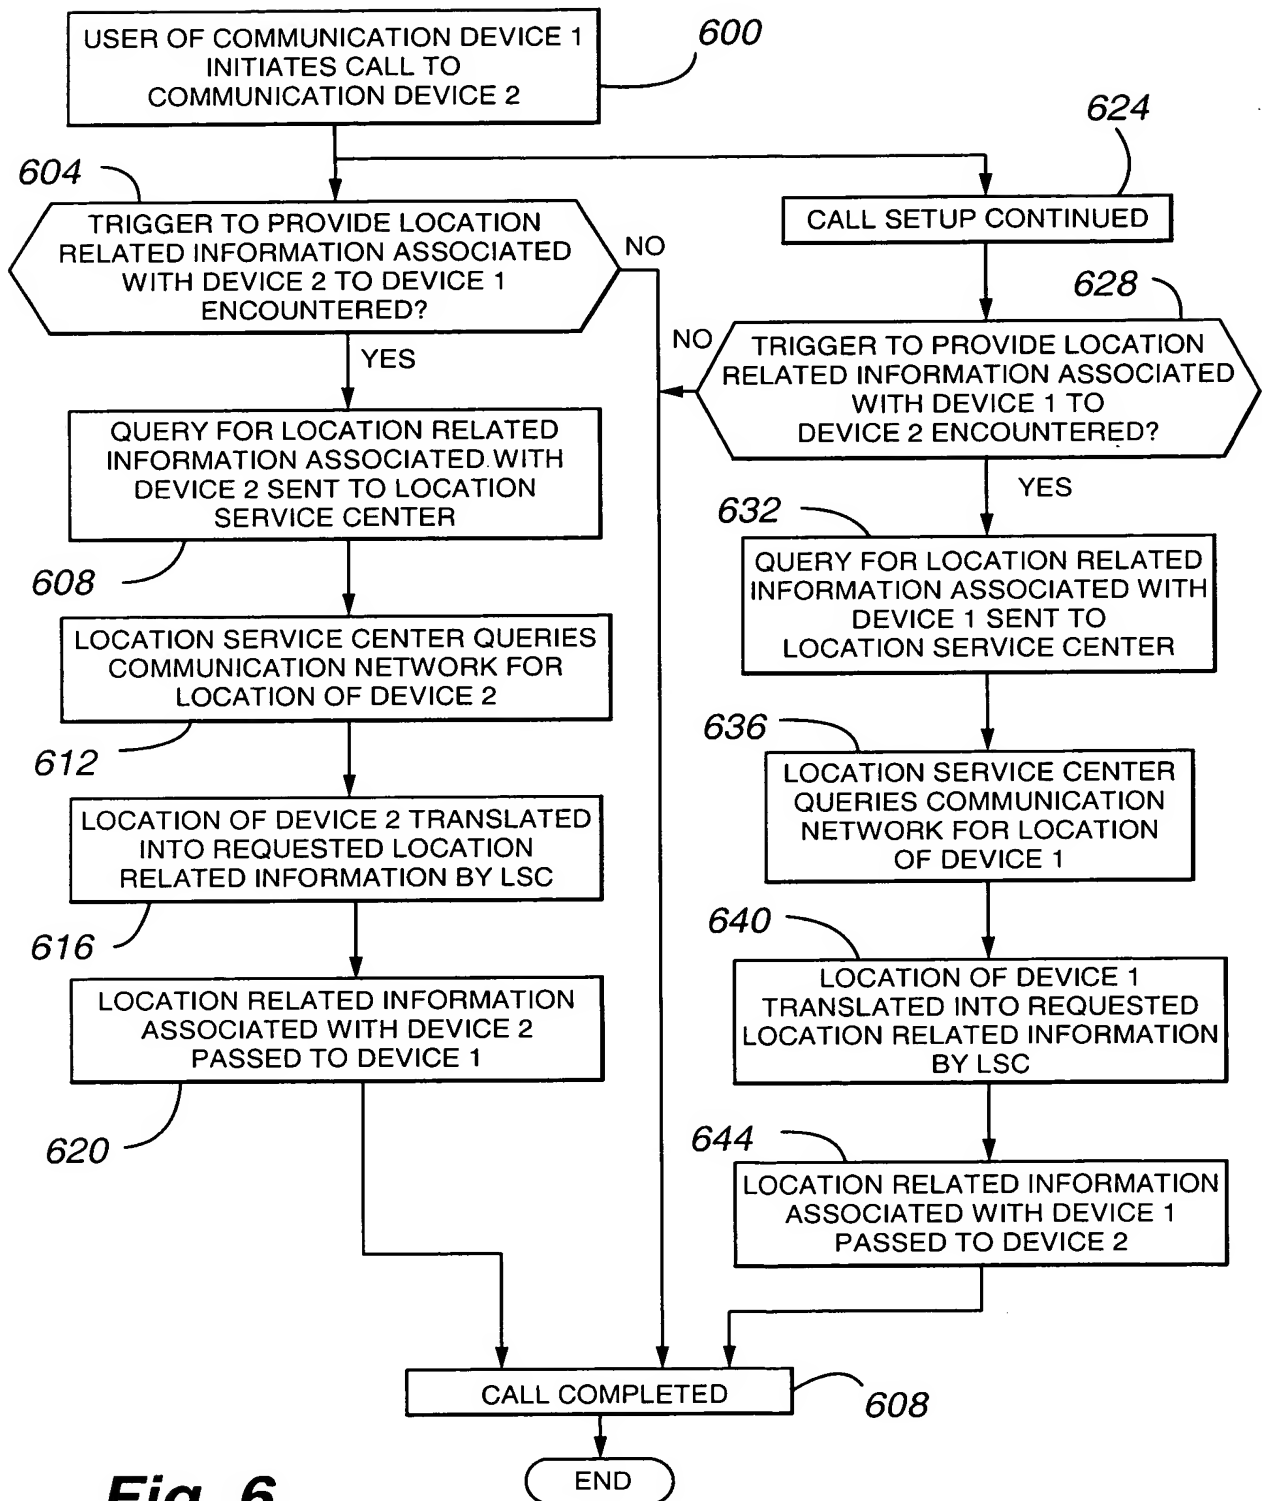 USER OF COMMUNICATION DEVICE 1
INITIATES CALL TO
COMMUNICATION DEVICE 2
600
604
TRIGGER TO PROVIDE LOCATION
RELATED INFORMATION ASSOCIATED
WITH DEVICE 2 TO DEVICE 1
ENCOUNTERED?
NO
YES
QUERY FOR LOCATION RELATED
INFORMATION ASSOCIATED WITH
DEVICE 2 SENT TO LOCATION
SERVICE CENTER
608
LOCATION SERVICE CENTER QUERIES
COMMUNICATION NETWORK FOR
LOCATION OF DEVICE 2
612
LOCATION OF DEVICE 2 TRANSLATED
INTO REQUESTED LOCATION
RELATED INFORMATION BY LSC
616
LOCATION RELATED INFORMATION
ASSOCIATED WITH DEVICE 2
PASSED TO DEVICE 1
620
624
CALL SETUP CONTINUED
628
NO
TRIGGER TO PROVIDE LOCATION
RELATED INFORMATION ASSOCIATED
WITH DEVICE 1 TO
DEVICE 2 ENCOUNTERED?
YES
632
QUERY FOR LOCATION RELATED
INFORMATION ASSOCIATED WITH
DEVICE 1 SENT TO
LOCATION SERVICE CENTER
636
LOCATION SERVICE CENTER
QUERIES COMMUNICATION
NETWORK FOR LOCATION
OF DEVICE 1
640
LOCATION OF DEVICE 1
TRANSLATED INTO REQUESTED
LOCATION RELATED INFORMATION
BY LSC
644
LOCATION RELATED INFORMATION
ASSOCIATED WITH DEVICE 1
PASSED TO DEVICE 2
CALL COMPLETED
608
END
Fig. 6